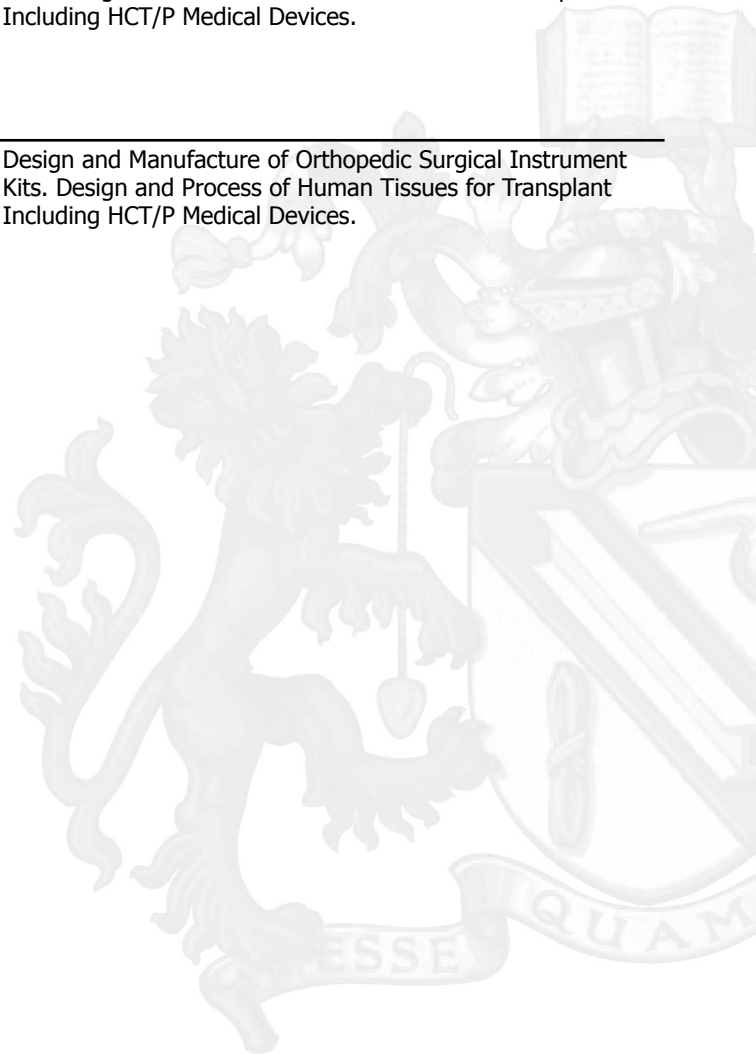 Including HCT/P Medical Devices.
Design and Manufacture of Orthopedic Surgical Instrument
Kits. Design and Process of Human Tissues for Transplant
Including HCT/P Medical Devices.
ESSE QUAM